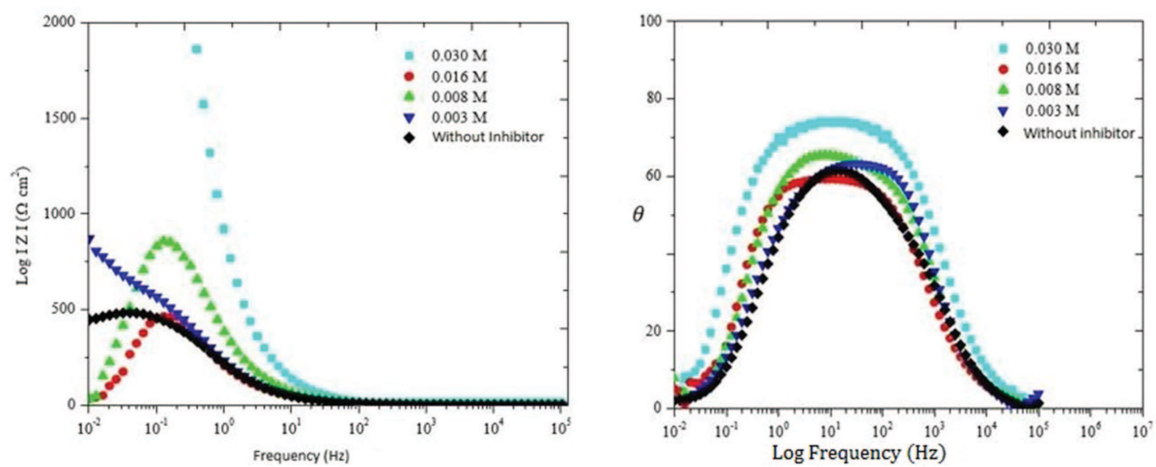 2000
1500
1000
500
0
Log I Z I (Ω cm²)
0.030 M
0.016 M
0.008 M
0.003 M
Without Inhibitor
10⁻² 10⁻¹ 10⁰ 10¹ 10² 10³ 10⁴ 10⁵
Frequency (Hz)
100
80
60
40
20
0
θ
0.030 M
0.016 M
0.008 M
0.003 M
Without inhibitor
10⁻² 10⁻¹ 10⁰ 10¹ 10² 10³ 10⁴ 10⁵ 10⁶ 10⁷
Log Frequency (Hz)